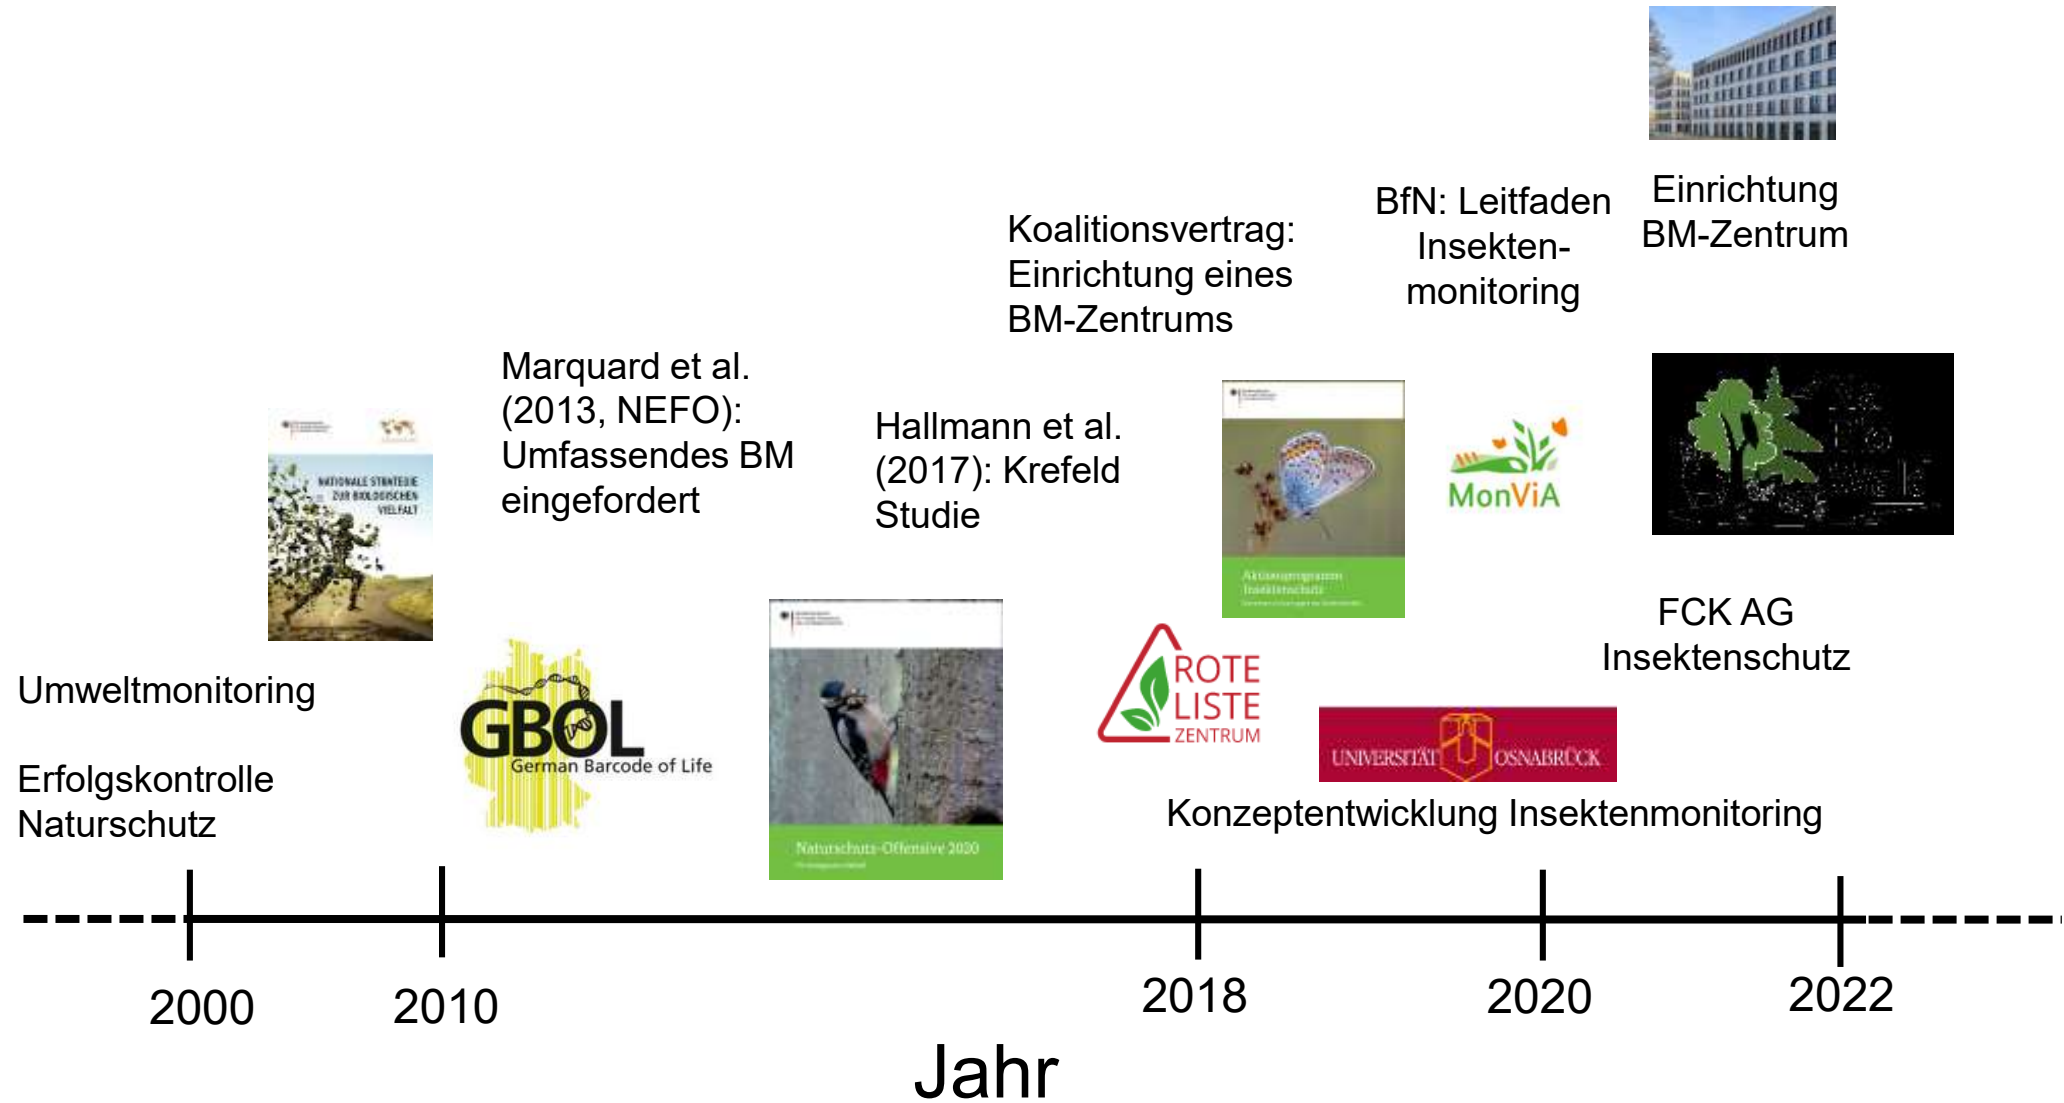 Einrichtung
BM-Zentrum
BfN: Leitfaden
Insekten-
monitoring
Koalitionsvertrag:
Einrichtung eines
BM-Zentrums
Marquard et al.
(2013, NEFO):
Umfassendes BM
eingefordert
Hallmann et al.
(2017): Krefeld
Studie
NATIONALE STRATEGIE
ZUR BIOLOGISCHEN
VIELFALT
MonViA
Aktionsprogramm
Insektenschutz
FCK AG
Insektenschutz
ROTE
LISTE
ZENTRUM
Umweltmonitoring
Erfolgskontrolle
Naturschutz
GBOL
German Barcode of Life
UNIVERSITÄT OSNABRÜCK
Konzeptentwicklung Insektenmonitoring
Naturschutz-Offensive 2020
2000
2010
2018
2020
2022
Jahr